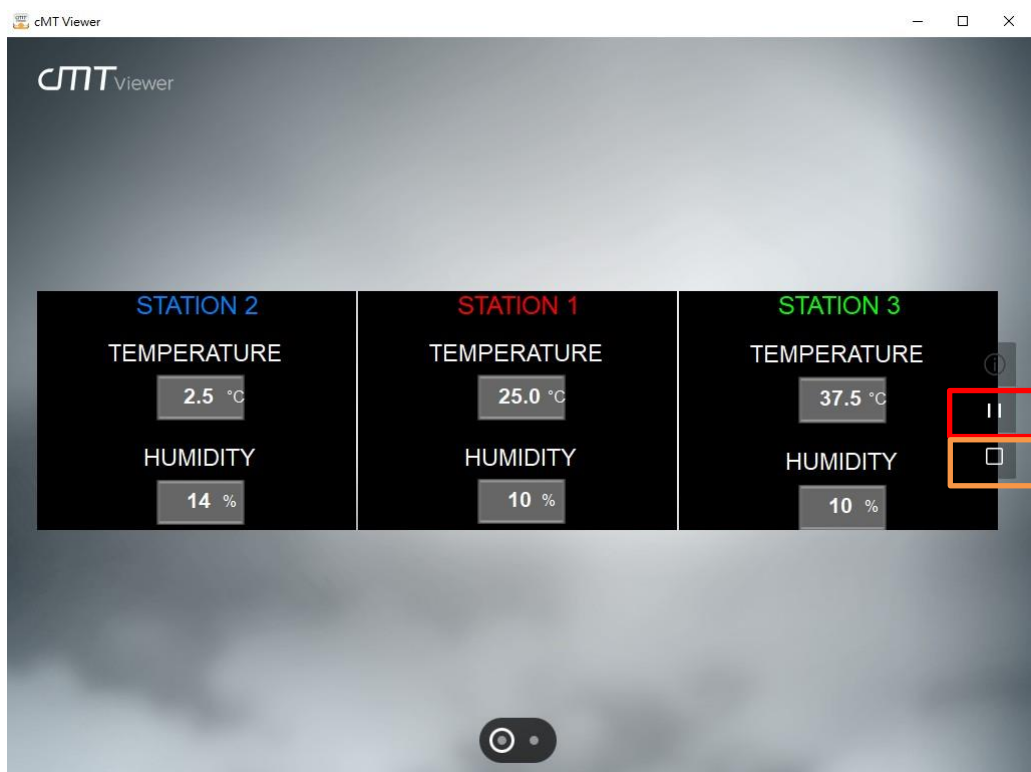 cMT Viewer
cMT Viewer
STATION 2 STATION 1 STATION 3
TEMPERATURE TEMPERATURE TEMPERATURE
2.5 °C 25.0 °C 37.5 °C
HUMIDITY HUMIDITY HUMIDITY
14 % 10 % 10 %